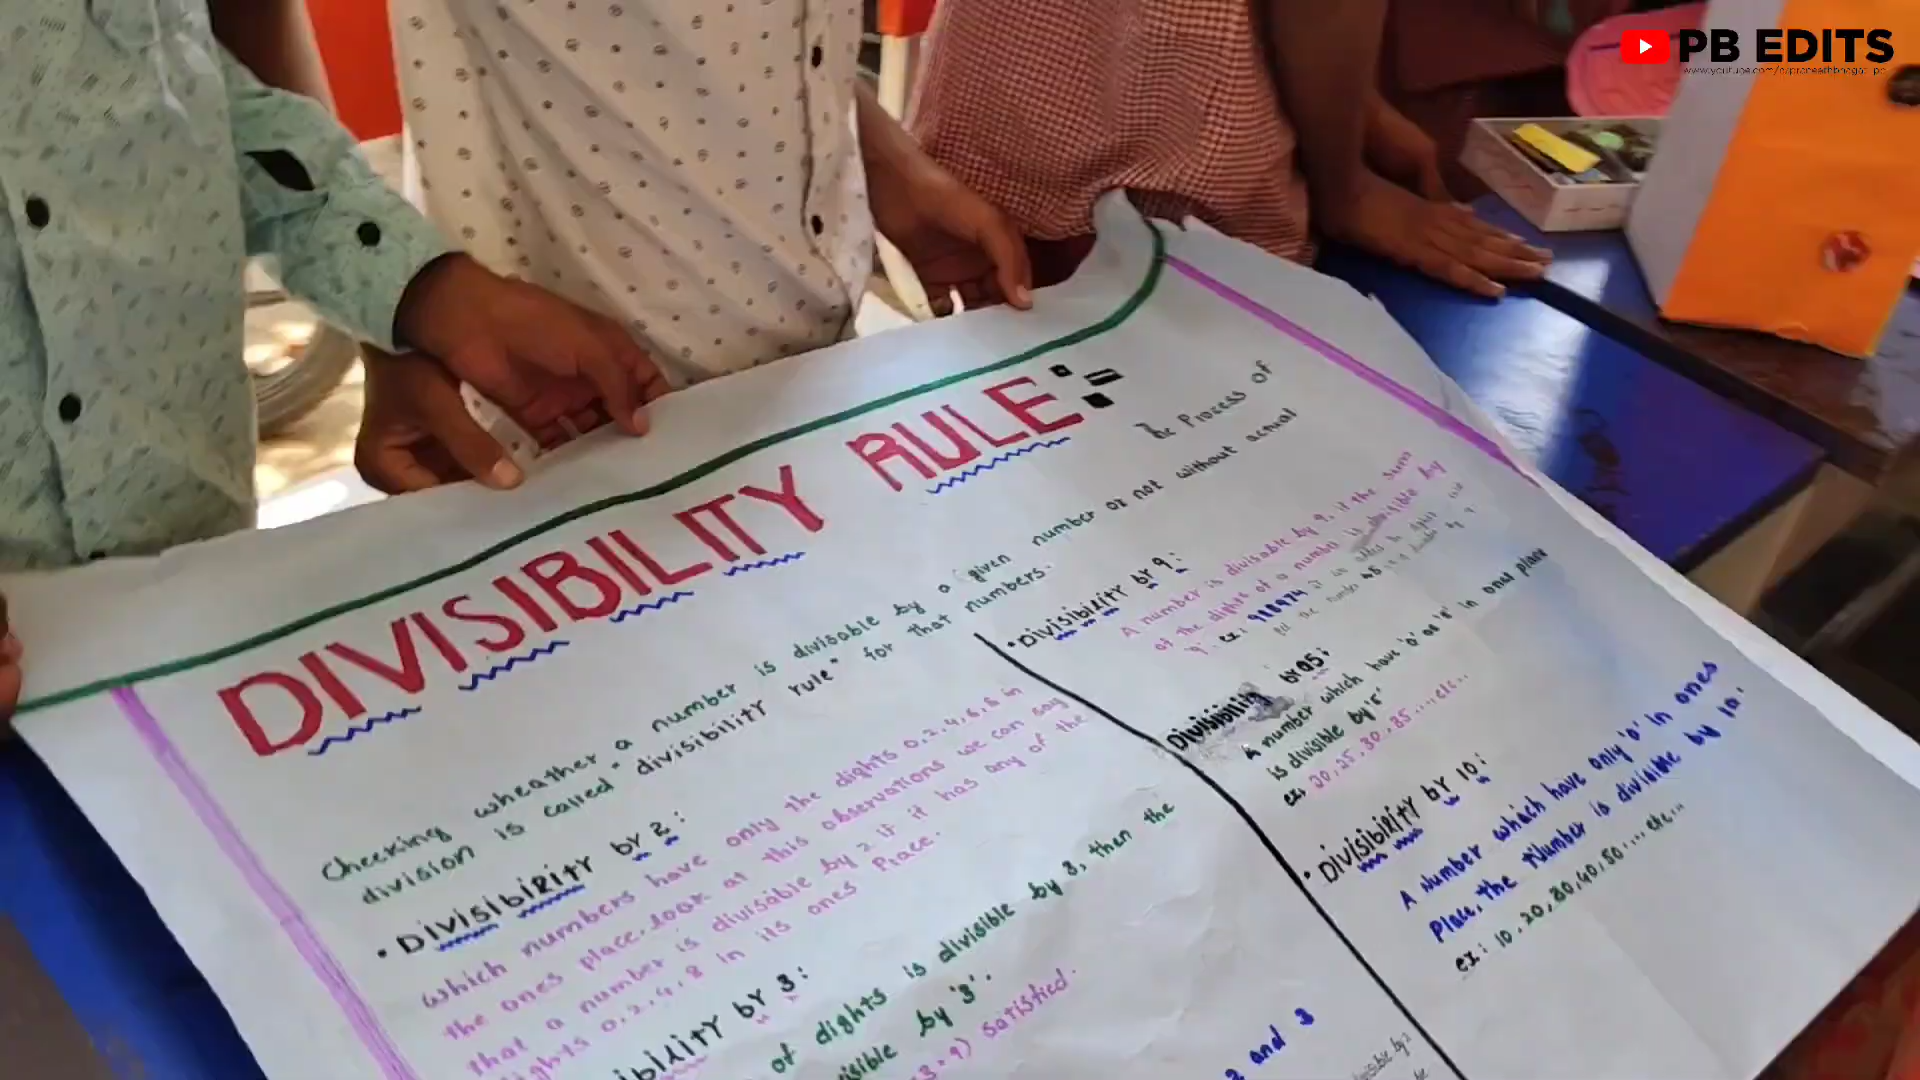 PB EDITS
DIVISIBILITY RULE:-
The Process of
Checking wheather a number is divisable by a given number or not without actual
division is called "divisibility rule" for that numbers.
• Divisibility by 2:
which numbers have only the dights 0,2,4,6,8 in
the ones place. look at this observations we can say
that a number is divisable by 2 if it has any of the
dights 0,2,4,8 in its ones Place.
by 3:
of dights is divisible by 3, then the
by '3'.
satistied.
2 and 3
• Divisibility by 9:
A number is divisable by 9, if the sum
of the dights of a number is divisible by
9'. ex: 
Divisibility by 05:
A number which have '0' or '5' in ones place
is divisible by '5'
ex: 20,25,30,85.....etc..
• Divisibility by 10:
A Number which have only '0' in ones
Place. the Number is divisible by 10.
ex: 10,20,30,40,50.....etc...